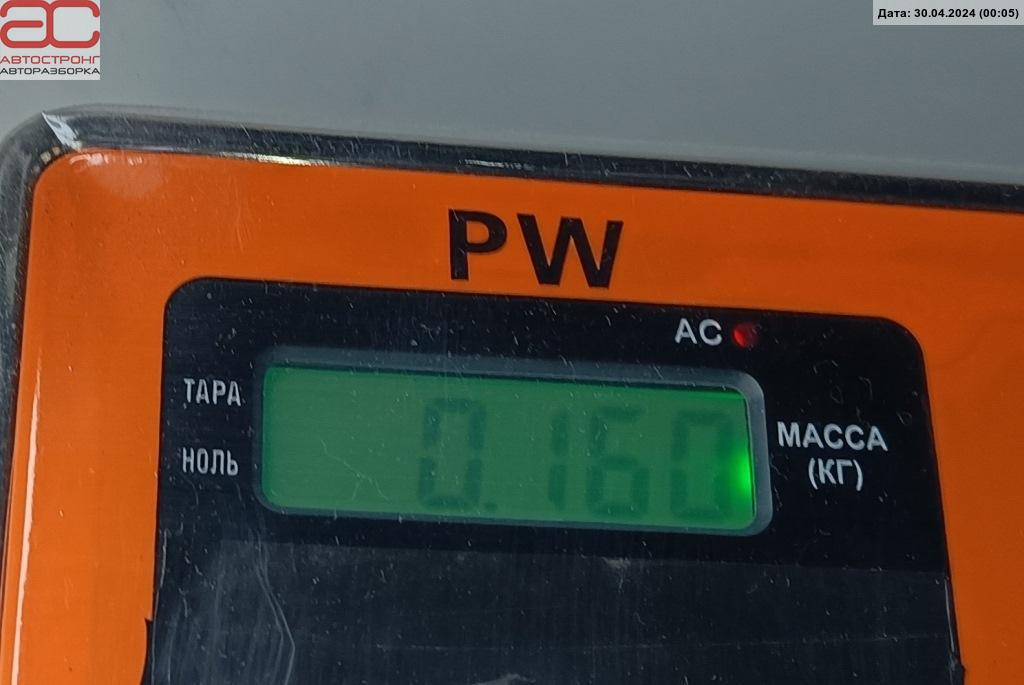 ас
АВТОСТРОНГ
АВТОРАЗБОРКА
Дата: 30.04.2024 (00:05)
PW
AC
ТАРА
НОЛЬ
0.160
МАССА
(КГ)